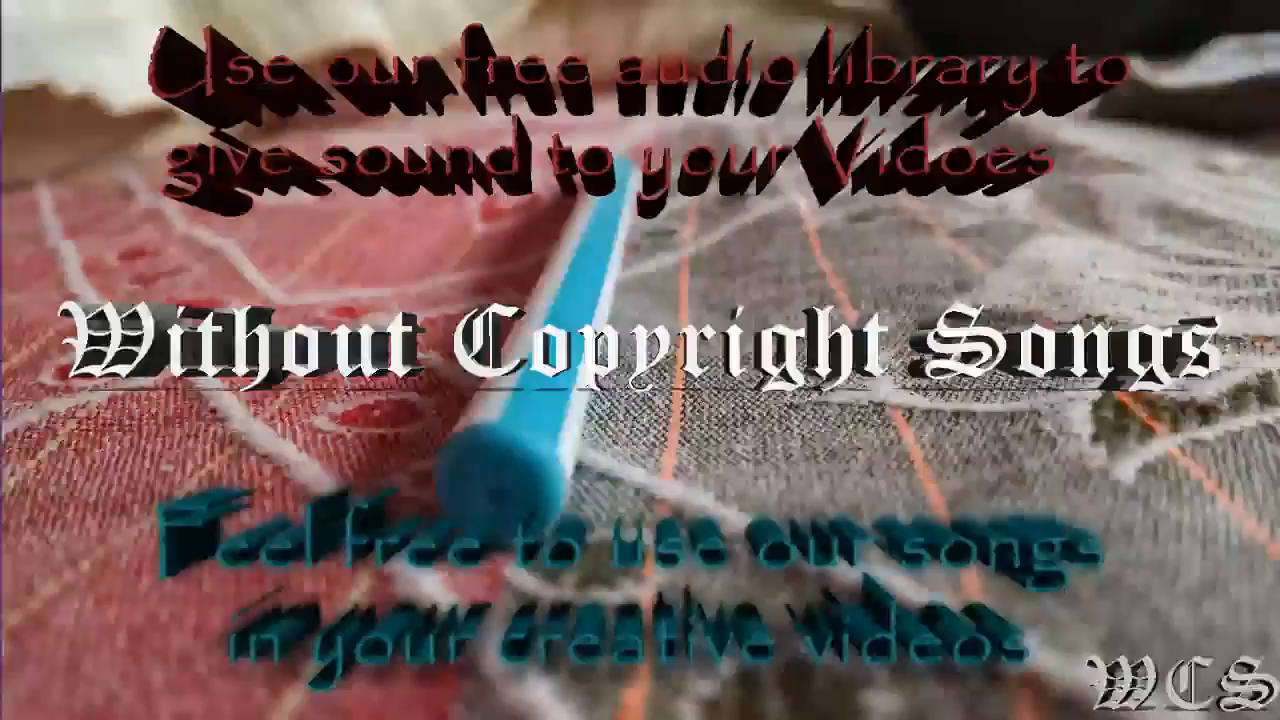 Use our free audio library to
give sound to your Vidoes
Without Copyright Songs
Feel free to use our songs
in your creative videos
WCS